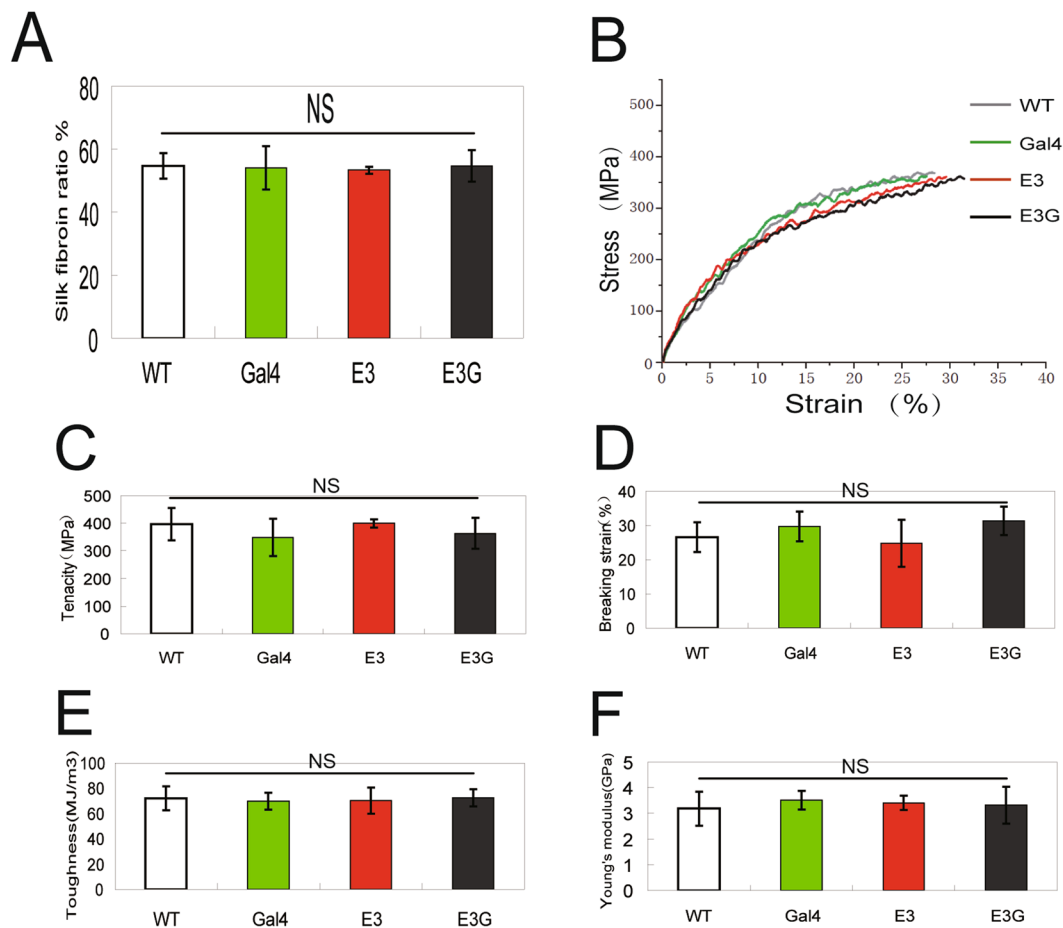 A
Silk fibroin ratio %
80
60
40
20
0
NS
WT Gal4 E3 E3G
B
Stress (MPa)
500
400
300
200
100
0
0 5 10 15 20 25 30 35 40
Strain (%)
WT
Gal4
E3
E3G
C
Tenacity(MPa)
500
400
300
200
100
0
NS
WT Gal4 E3 E3G
D
Breaking strain(%)
40
30
20
10
0
NS
WT Gal4 E3 E3G
E
Toughness(MJ/m3)
100
80
60
40
20
0
NS
WT Gal4 E3 E3G
F
Young's modulus(GPa)
5
4
3
2
1
0
NS
WT Gal4 E3 E3G